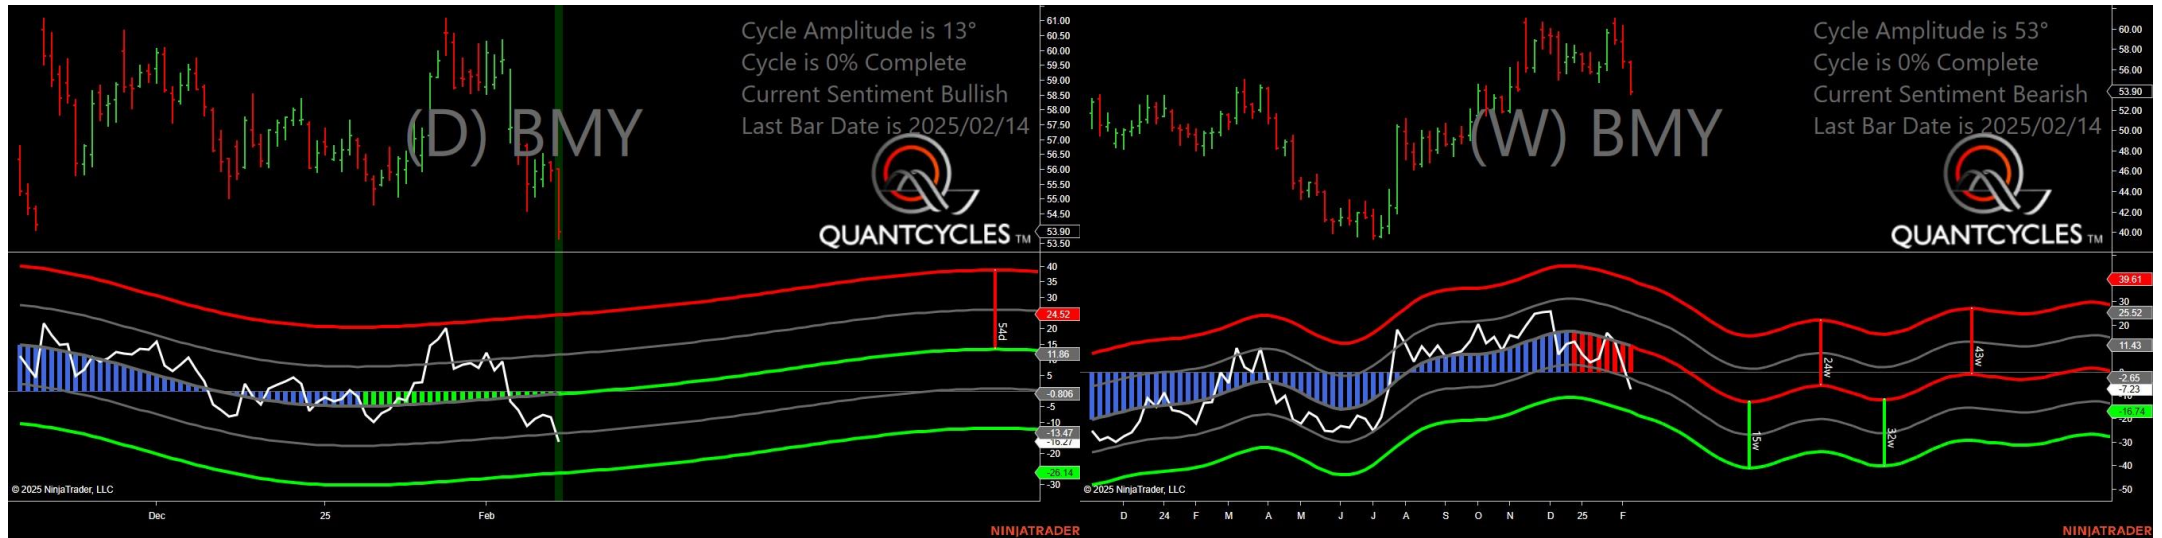 Cycle Amplitude is 13°
Cycle is 0% Complete
Current Sentiment Bullish
Last Bar Date is 2025/02/14
(D) BMY
QUANTCYCLES TM
61.00
60.50
60.00
59.50
59.00
58.50
58.00
57.50
57.00
56.50
56.00
55.50
55.00
54.50
53.90
53.50
40
35
30
24.52
20
15
11.86
5
-0.806
-5
-10
-13.47
-16.27
-20
-26.14
-30
54d
© 2025 NinjaTrader, LLC
Dec
25
Feb
NINJATRADER
Cycle Amplitude is 53°
Cycle is 0% Complete
Current Sentiment Bearish
Last Bar Date is 2025/02/14
(W) BMY
QUANTCYCLES TM
60.00
58.00
56.00
53.90
52.00
50.00
48.00
46.00
44.00
42.00
40.00
39.61
30
25.52
20
11.43
-2.65
-7.23
-16.74
-30
-40
-50
15w
24w
32w
43w
© 2025 NinjaTrader, LLC
D
24
F
M
A
M
J
J
A
S
O
N
D
25
F
NINJATRADER